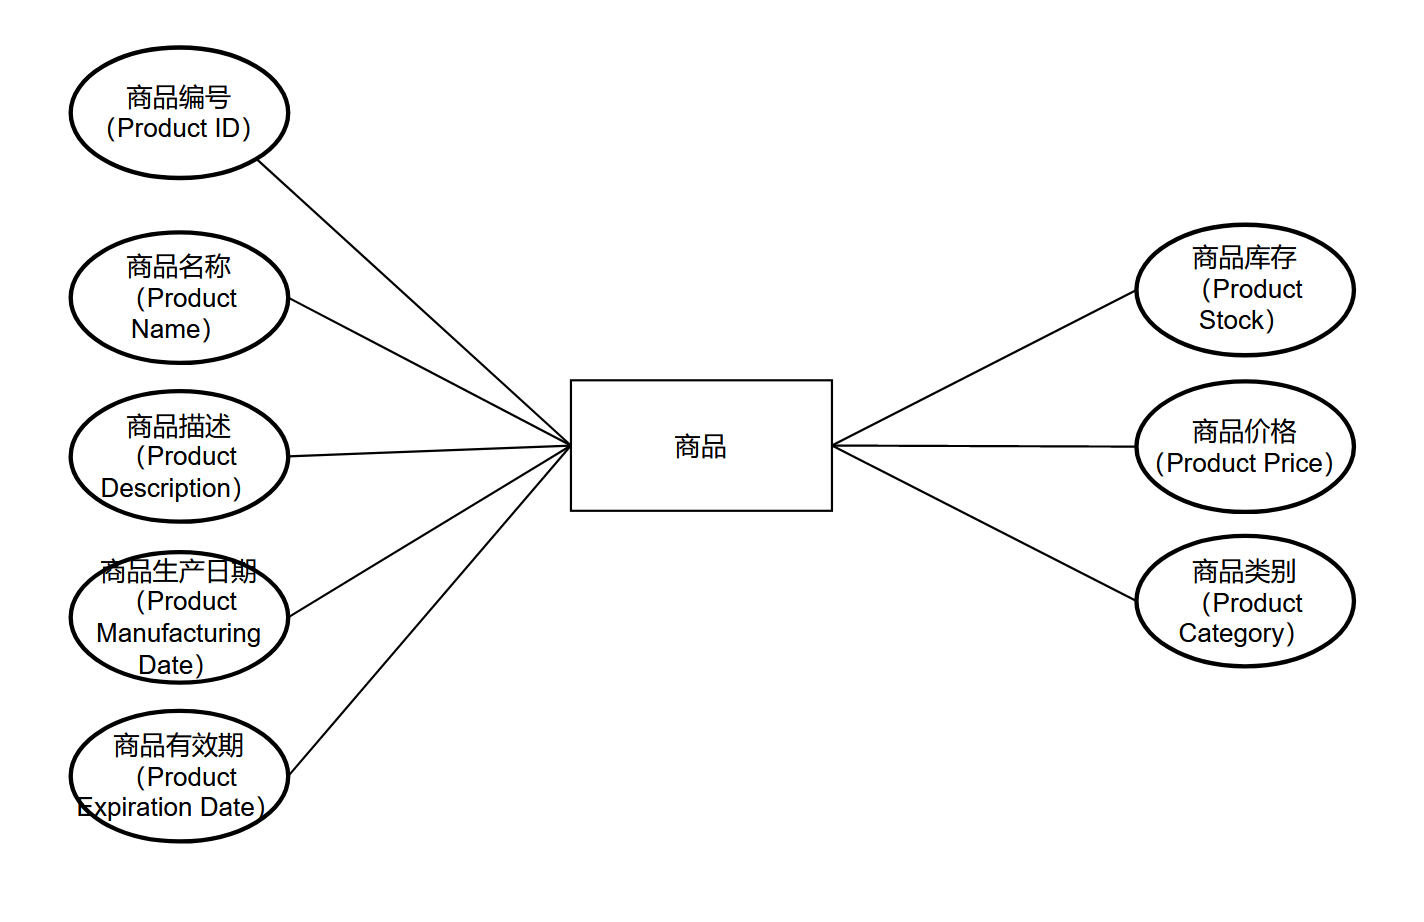 商品编号
（Product ID）
商品名称
（Product
Name）
商品描述
（Product
Description）
商品生产日期
（Product
Manufacturing
Date）
商品有效期
（Product
Expiration Date）
商品
商品库存
（Product
Stock）
商品价格
（Product Price）
商品类别
（Product
Category）